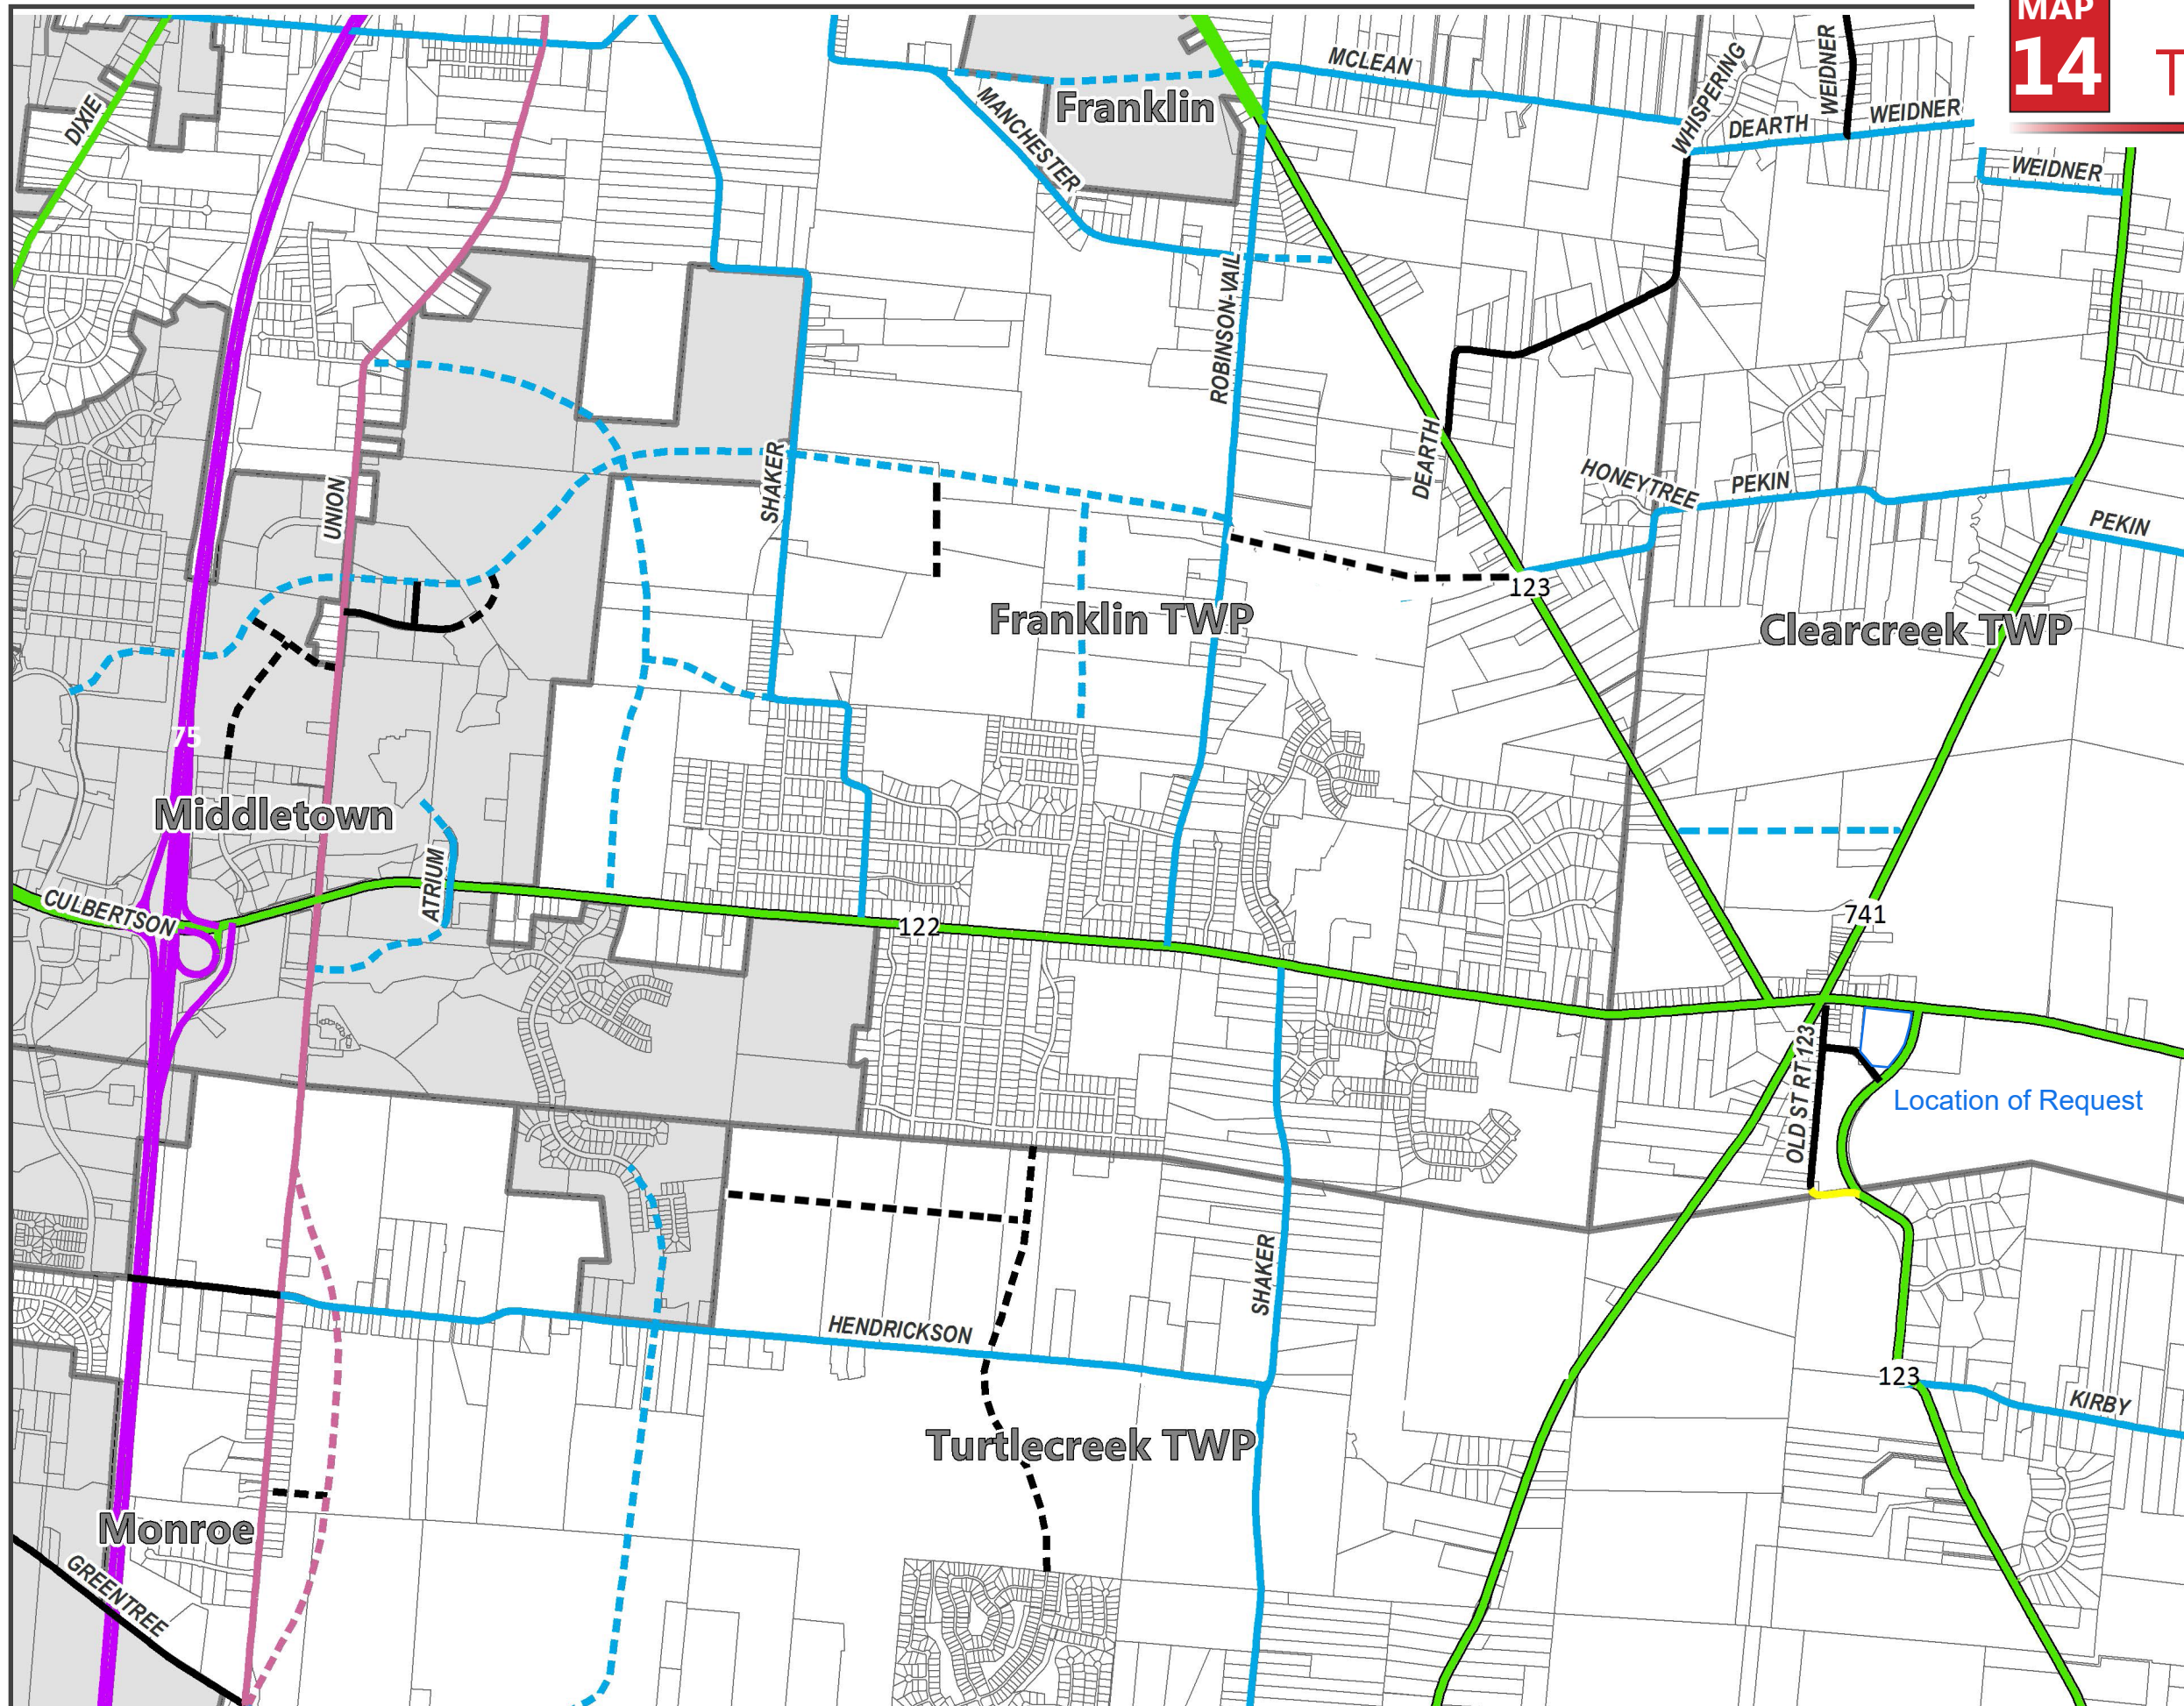 MAP
14
T
MCLEAN
WHISPERING
WEIDNER
DIXIE
MANCHESTER
Franklin
DEARTH
WEIDNER
WEIDNER
ROBINSON-VAIL
UNION
SHAKER
DEARTH
HONEYTREE
PEKIN
PEKIN
123
Franklin TWP
Clearcreek TWP
75
Middletown
ATRIUM
CULBERTSON
122
741
OLD ST RT 123
Location of Request
SHAKER
HENDRICKSON
123
KIRBY
Turtlecreek TWP
Monroe
GREENTREE